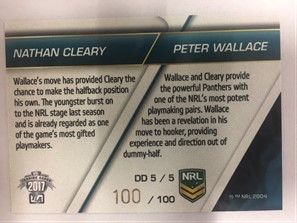 NATHAN CLEARY
Wallace's move has provided Cleary the
chance to make the halfback position
his own. The youngster burst on
to the NRL stage last season
and is already regarded as one
of the game's most gifted
playmakers.
PETER WALLACE
Wallace and Cleary provide
the powerful Panthers with
one of the NRL's most potent
playmaking pairs. Wallace
has been a revelation in his
move to hooker, providing
experience and direction out of
dummy-half.
2017
DD 5 / 5
100 / 100
NRL
© ™ NRL 2004